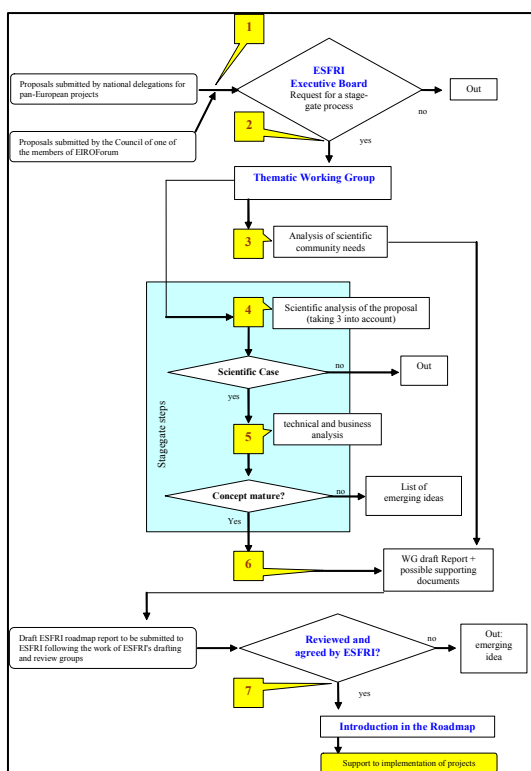 1
ESFRI
Executive Board
Request for a stage-
gate process
Proposals submitted by national delegations for
pan-European projects
Out
no
2
yes
Proposals submitted by the Council of one of
the members of EIROForum
Thematic Working Group
3
Analysis of scientific
community needs
4
Scientific analysis of the proposal
(taking 3 into account)
Stagegate steps
Scientific Case
no
Out
yes
5
technical and business
analysis
Concept mature?
no
List of
emerging ideas
Yes
6
WG draft Report +
possible supporting
documents
Draft ESFRI roadmap report to be submitted to
ESFRI following the work of ESFRI's drafting
and review groups
Reviewed and
agreed by ESFRI?
no
Out:
emerging
idea
7
yes
Introduction in the Roadmap
Support to implementation of projects